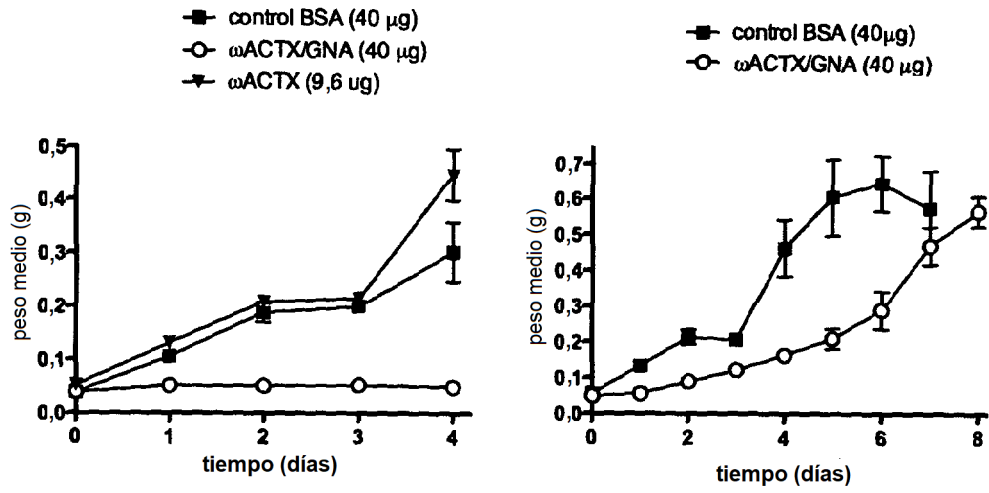 control BSA (40 μg)
ωACTX/GNA (40 μg)
ωACTX (9,6 ug)
0,5
0,4
0,3
0,2
0,1
0,0
peso medio (g)
0 1 2 3 4
tiempo (días)
control BSA (40μg)
ωACTX/GNA (40 μg)
0,7
0,6
0,5
0,4
0,3
0,2
0,1
0,0
peso medio (g)
0 2 4 6 8
tiempo (días)